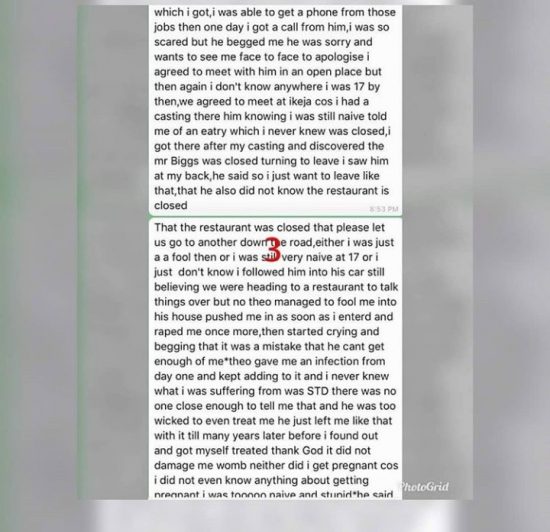 which i got,i was able to get a phone from those
jobs then one day i got a call from him,i was so
scared but he begged me he was sorry and
wants to see me face to face to apologise i
agreed to meet with him in an open place but
then again i don't know anywhere i was 17 by
then,we agreed to meet at ikeja cos i had a
casting there him knowing i was still naive told
me of an eatry which i never knew was closed,i
got there after my casting and discovered the
mr Biggs was closed turning to leave i saw him
at my back,he said so i just want to leave like
that,that he also did not know the restaurant is
closed
8:53 PM
That the restaurant was closed that please let
us go to another down the road,either i was just
3
a a fool then or i was still very naive at 17 or i
just don't know i followed him into his car still
believing we were heading to a restaurant to talk
things over but no theo managed to fool me into
his house pushed me in as soon as i enterd and
raped me once more,then started crying and
begging that it was a mistake that he cant get
enough of me*theo gave me an infection from
day one and kept adding to it and i never knew
what i was suffering from was STD there was no
one close enough to tell me that and he was too
wicked to even treat me he just left me like that
with it till many years later before i found out
and got myself treated thank God it did not
damage me womb neither did i get pregnant cos
i did not even know anything about getting
pregnant i was tooooo naive and stupid*he said
PhotoGrid